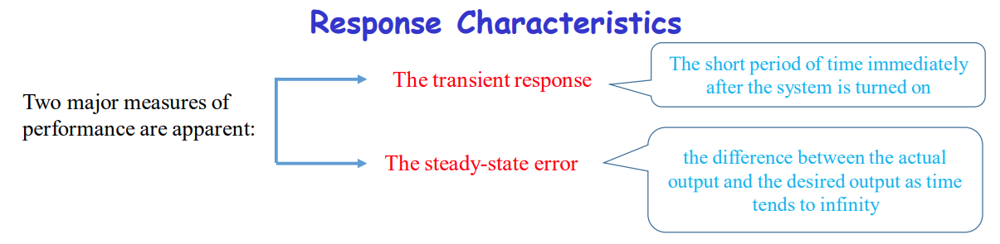 Response Characteristics
The short period of time immediately
after the system is turned on
The transient response
Two major measures of
performance are apparent:
The steady-state error
the difference between the actual
output and the desired output as time
tends to infinity